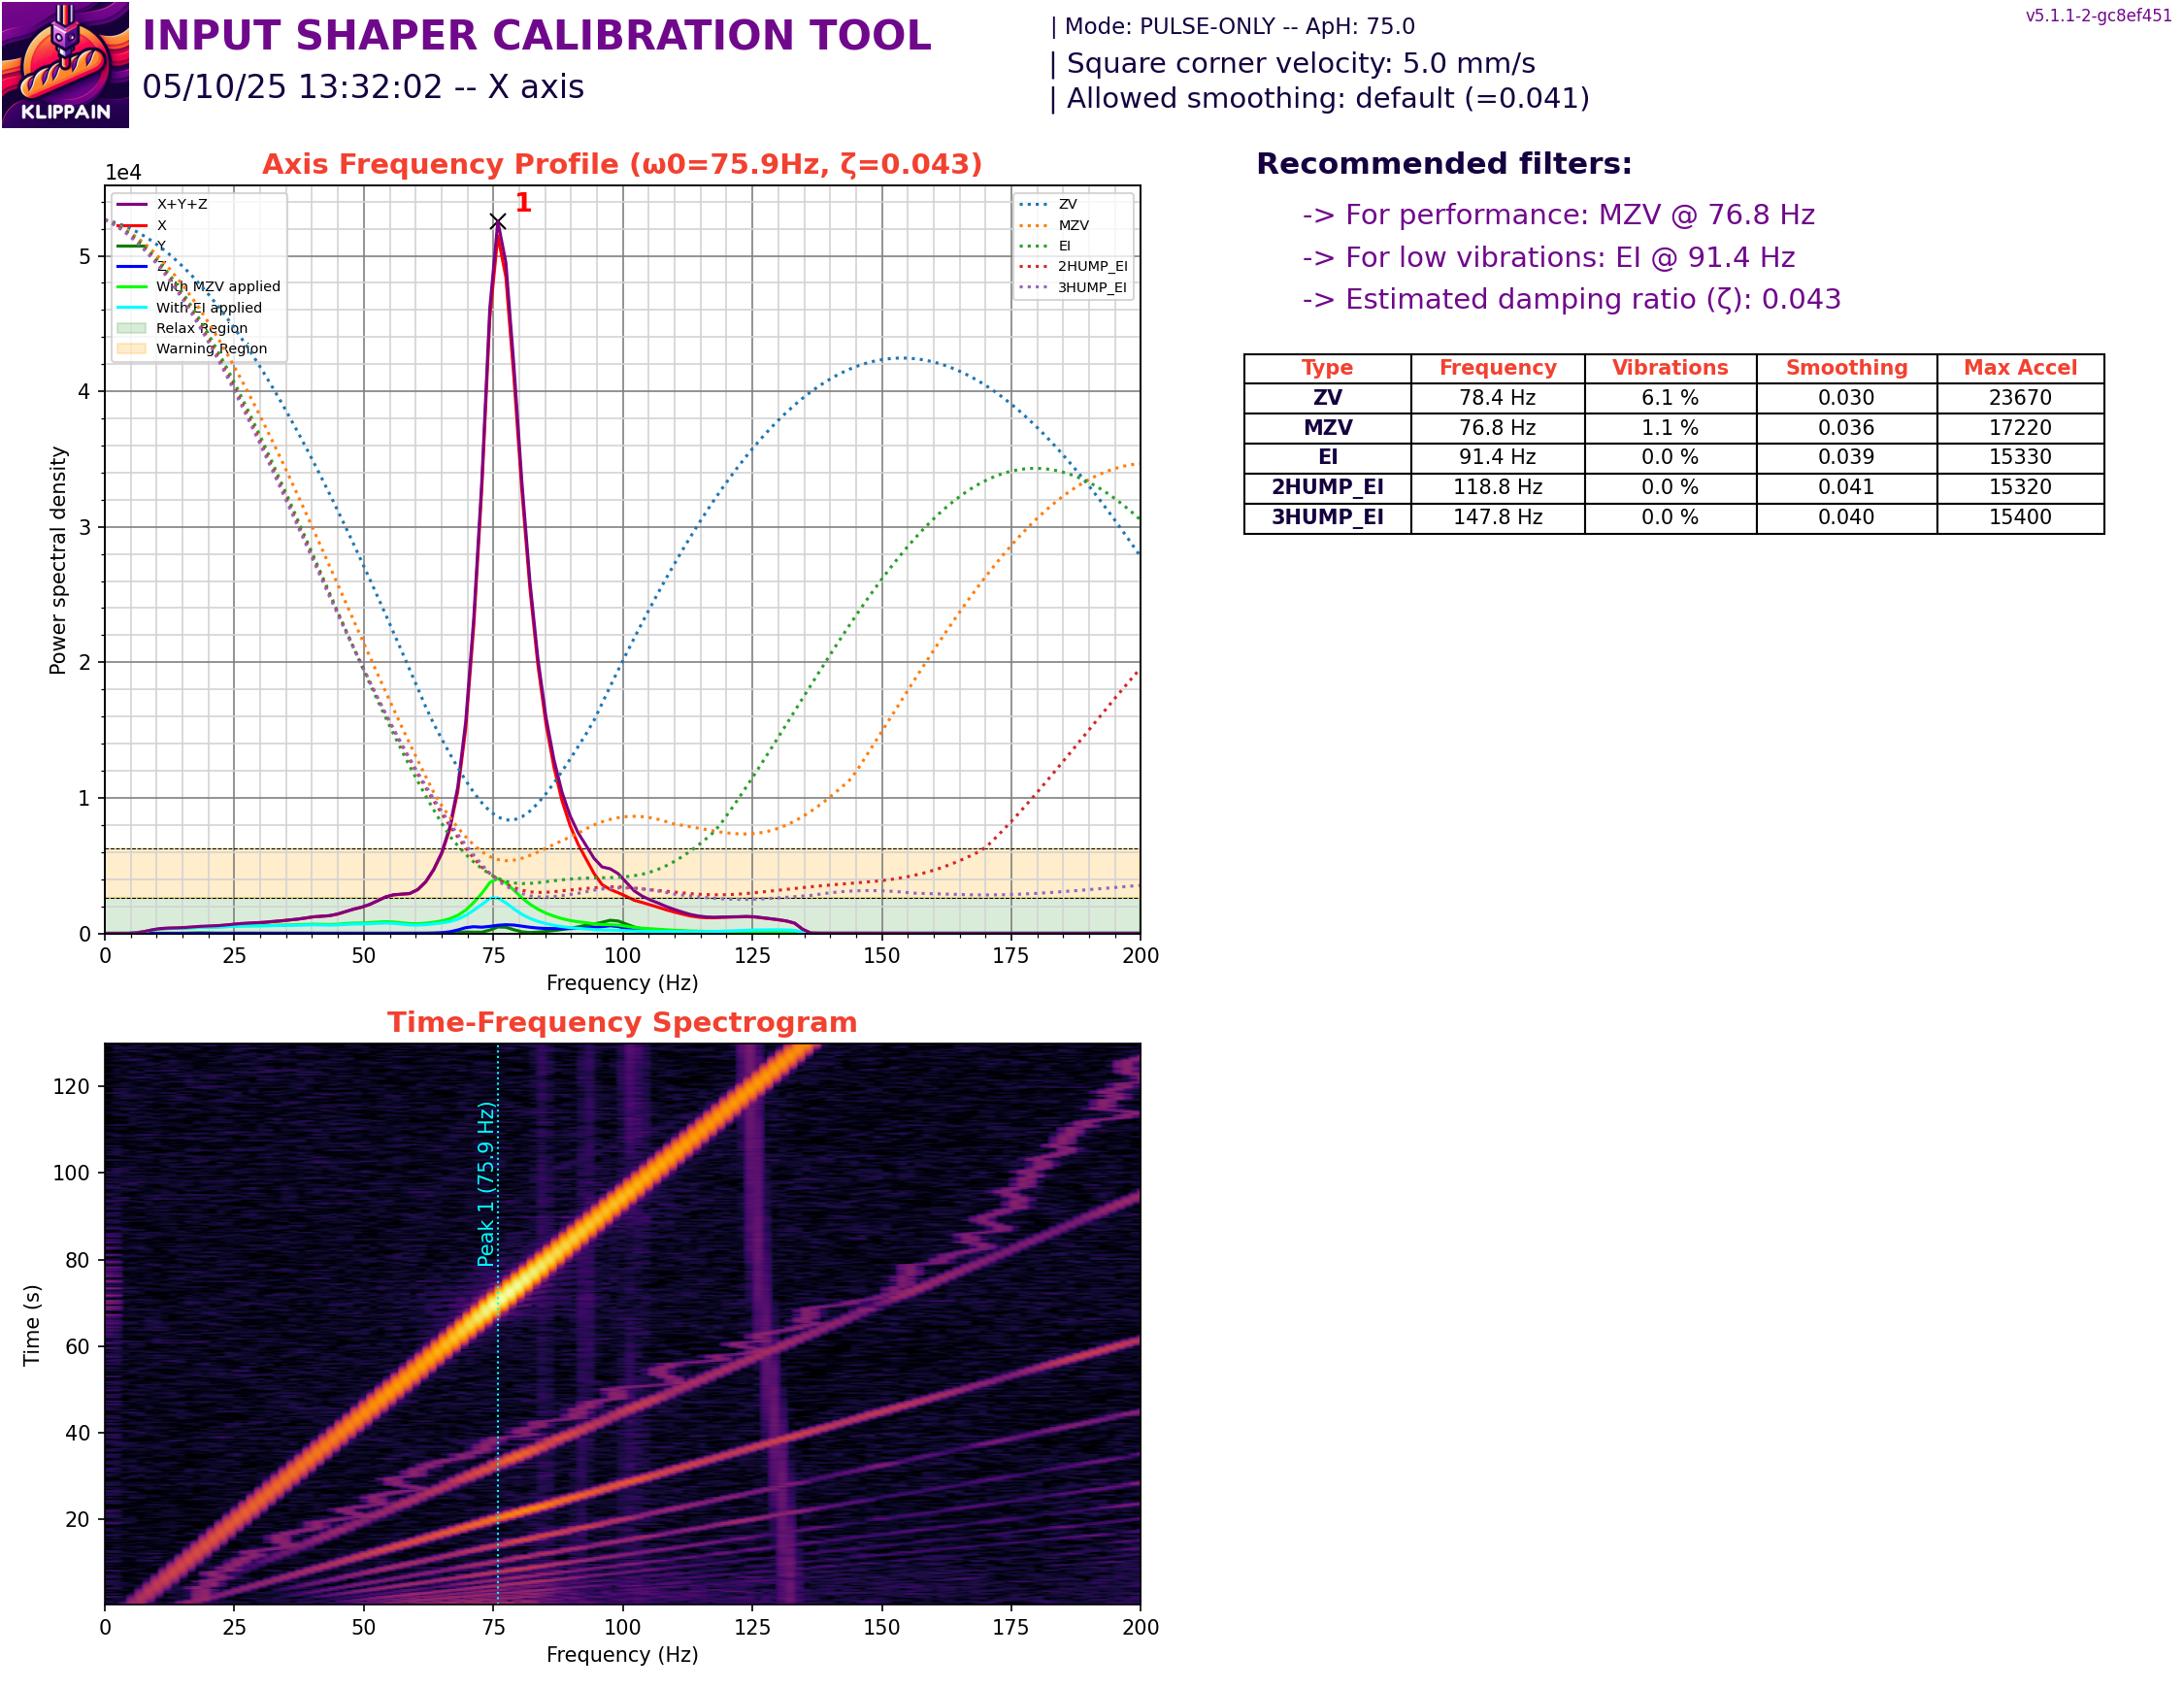 KLIPPAIN
INPUT SHAPER CALIBRATION TOOL
05/10/25 13:32:02 -- X axis
| Mode: PULSE-ONLY -- ApH: 75.0
| Square corner velocity: 5.0 mm/s
| Allowed smoothing: default (=0.041)
v5.1.1-2-gc8ef451
Axis Frequency Profile (ω0=75.9Hz, ζ=0.043)
1e4
X+Y+Z
X
Y
Z
With MZV applied
With EI applied
Relax Region
Warning Region
1
ZV
MZV
EI
2HUMP_EI
3HUMP_EI
Power spectral density
5
4
3
2
1
0
0 25 50 75 100 125 150 175 200
Frequency (Hz)
Recommended filters:
-> For performance: MZV @ 76.8 Hz
-> For low vibrations: EI @ 91.4 Hz
-> Estimated damping ratio (ζ): 0.043
Type Frequency Vibrations Smoothing Max Accel
ZV 78.4 Hz 6.1 % 0.030 23670
MZV 76.8 Hz 1.1 % 0.036 17220
EI 91.4 Hz 0.0 % 0.039 15330
2HUMP_EI 118.8 Hz 0.0 % 0.041 15320
3HUMP_EI 147.8 Hz 0.0 % 0.040 15400
Time-Frequency Spectrogram
Time (s)
120
100
80
60
40
20
Peak 1 (75.9 Hz)
0 25 50 75 100 125 150 175 200
Frequency (Hz)